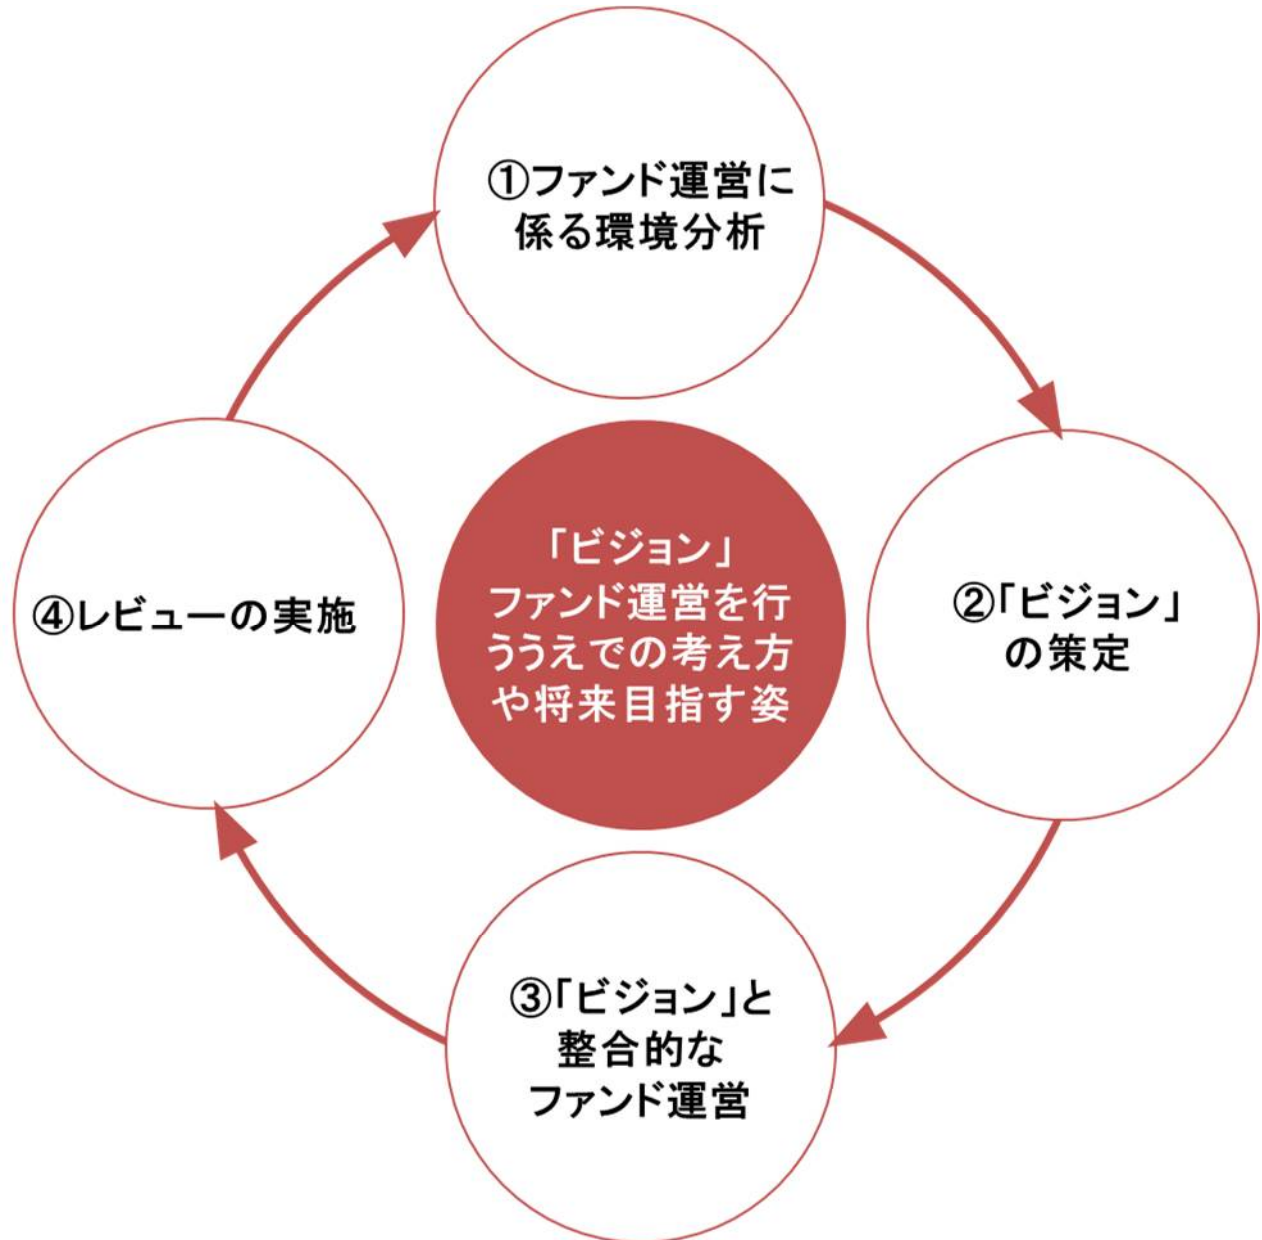 ①ファンド運営に
係る環境分析
②「ビジョン」
の策定
③「ビジョン」と
整合的な
ファンド運営
④レビューの実施
「ビジョン」
ファンド運営を行
ううえでの考え方
や将来目指す姿